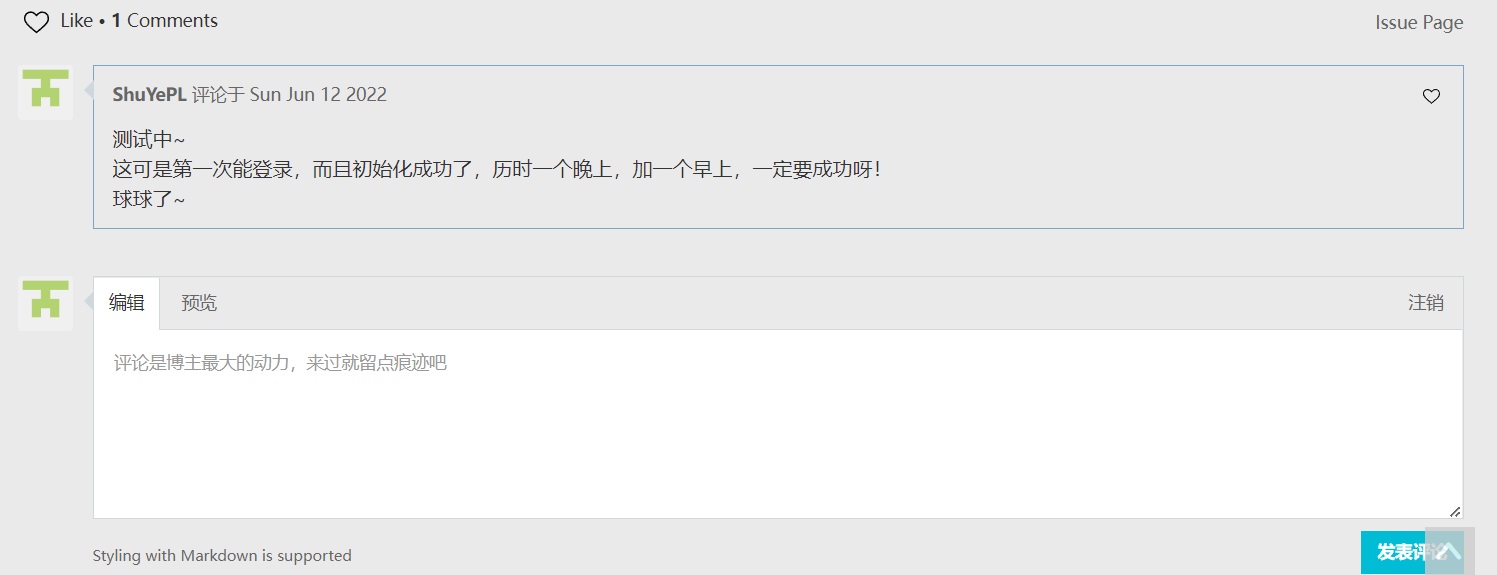 Like • 1 Comments
Issue Page
ShuYePL 评论于 Sun Jun 12 2022
测试中~
这可是第一次能登录，而且初始化成功了，历时一个晚上，加一个早上，一定要成功呀！
球球了~
编辑
预览
注销
评论是博主最大的动力，来过就留点痕迹吧
Styling with Markdown is supported
发表评论